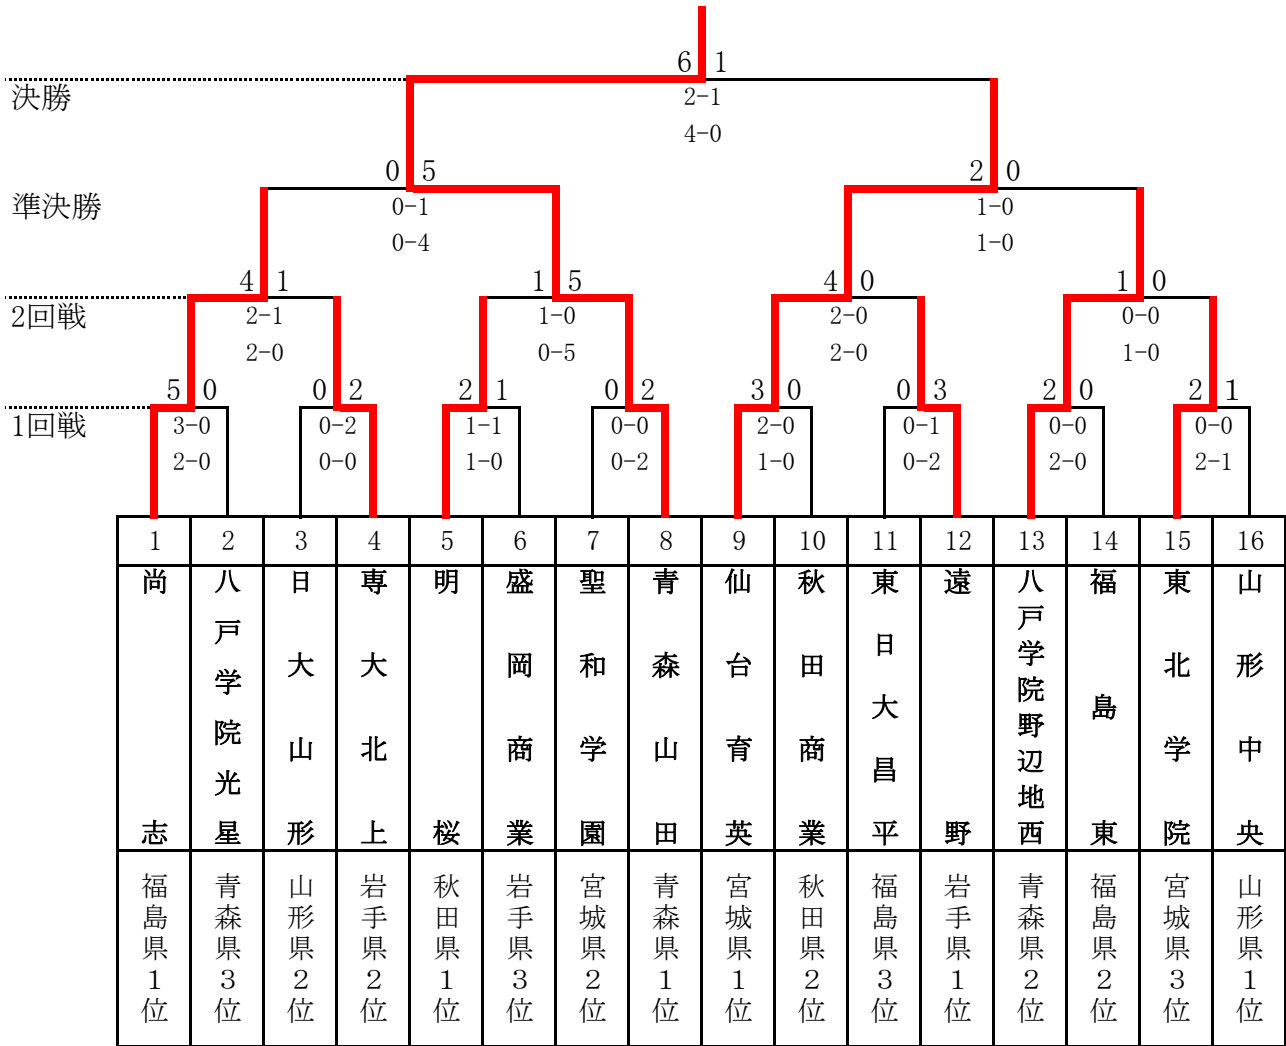 6 1
決勝
2-1
4-0
0 5
2 0
準決勝
0-1
1-0
0-4
1-0
4 1
1 5
4 0
1 0
2回戦
2-1
1-0
2-0
0-0
2-0
0-5
2-0
1-0
5 0
0 2
2 1
0 2
3 0
0 3
2 0
2 1
1回戦
3-0
0-2
1-1
0-0
2-0
0-1
0-0
0-0
2-0
0-0
1-0
0-2
1-0
0-2
2-0
2-1
1 2 3 4 5 6 7 8 9 10 11 12 13 14 15 16
尚志
八戸学院光星
日大山形
専大北上
明桜
盛岡商業
聖和学園
青森山田
仙台育英
秋田商業
東日大昌平
遠野
八戸学院野辺地西
福島東
東北学院
山形中央
福島県1位
青森県3位
山形県2位
岩手県2位
秋田県1位
岩手県3位
宮城県2位
青森県1位
宮城県1位
秋田県2位
福島県3位
岩手県1位
青森県2位
福島県2位
宮城県3位
山形県1位